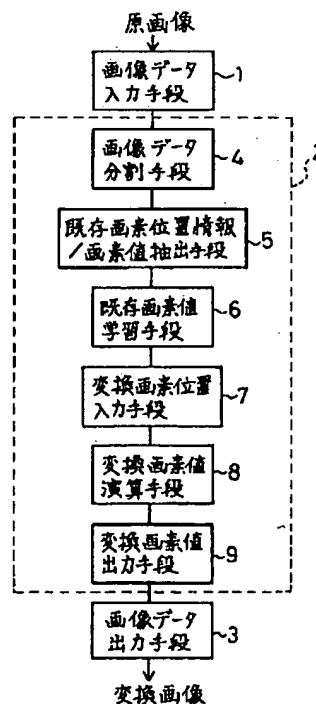 原画像
画像データ
入力手段
1
2
画像データ
分割手段
4
既存画素位置情報
/画素値抽出手段
5
既存画素値
学習手段
6
変換画素位置
入力手段
7
変換画素値
演算手段
8
変換画素値
出力手段
9
画像データ
出力手段
3
変換画像